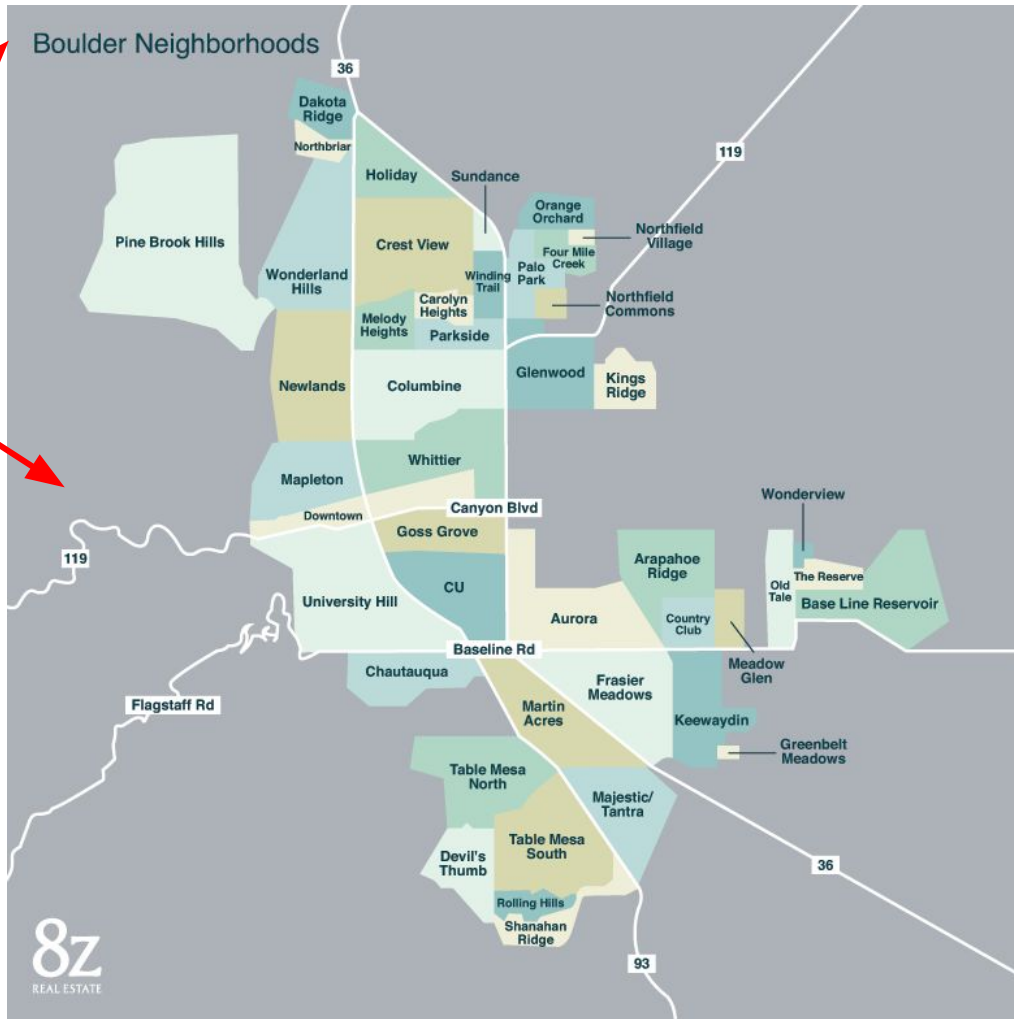 Boulder Neighborhoods
36
Dakota
Ridge
Northbriar
119
Holiday
Sundance
Orange
Orchard
Northfield
Village
Pine Brook Hills
Crest View
Four Mile
Creek
Wonderland
Hills
Winding
Trail
Palo
Park
Carolyn
Heights
Northfield
Commons
Melody
Heights
Parkside
Newlands
Columbine
Glenwood
Kings
Ridge
Whittier
Mapleton
Wonderview
Downtown
Canyon Blvd
Goss Grove
119
Arapahoe
Ridge
CU
Old
Tale
The Reserve
University Hill
Base Line Reservoir
Aurora
Country
Club
Baseline Rd
Meadow
Glen
Chautauqua
Frasier
Meadows
Flagstaff Rd
Martin
Acres
Keewaydin
Greenbelt
Meadows
Table Mesa
North
Majestic/
Tantra
Table Mesa
South
Devil's
Thumb
36
Rolling Hills
Shanahan
Ridge
8z
REAL ESTATE
93